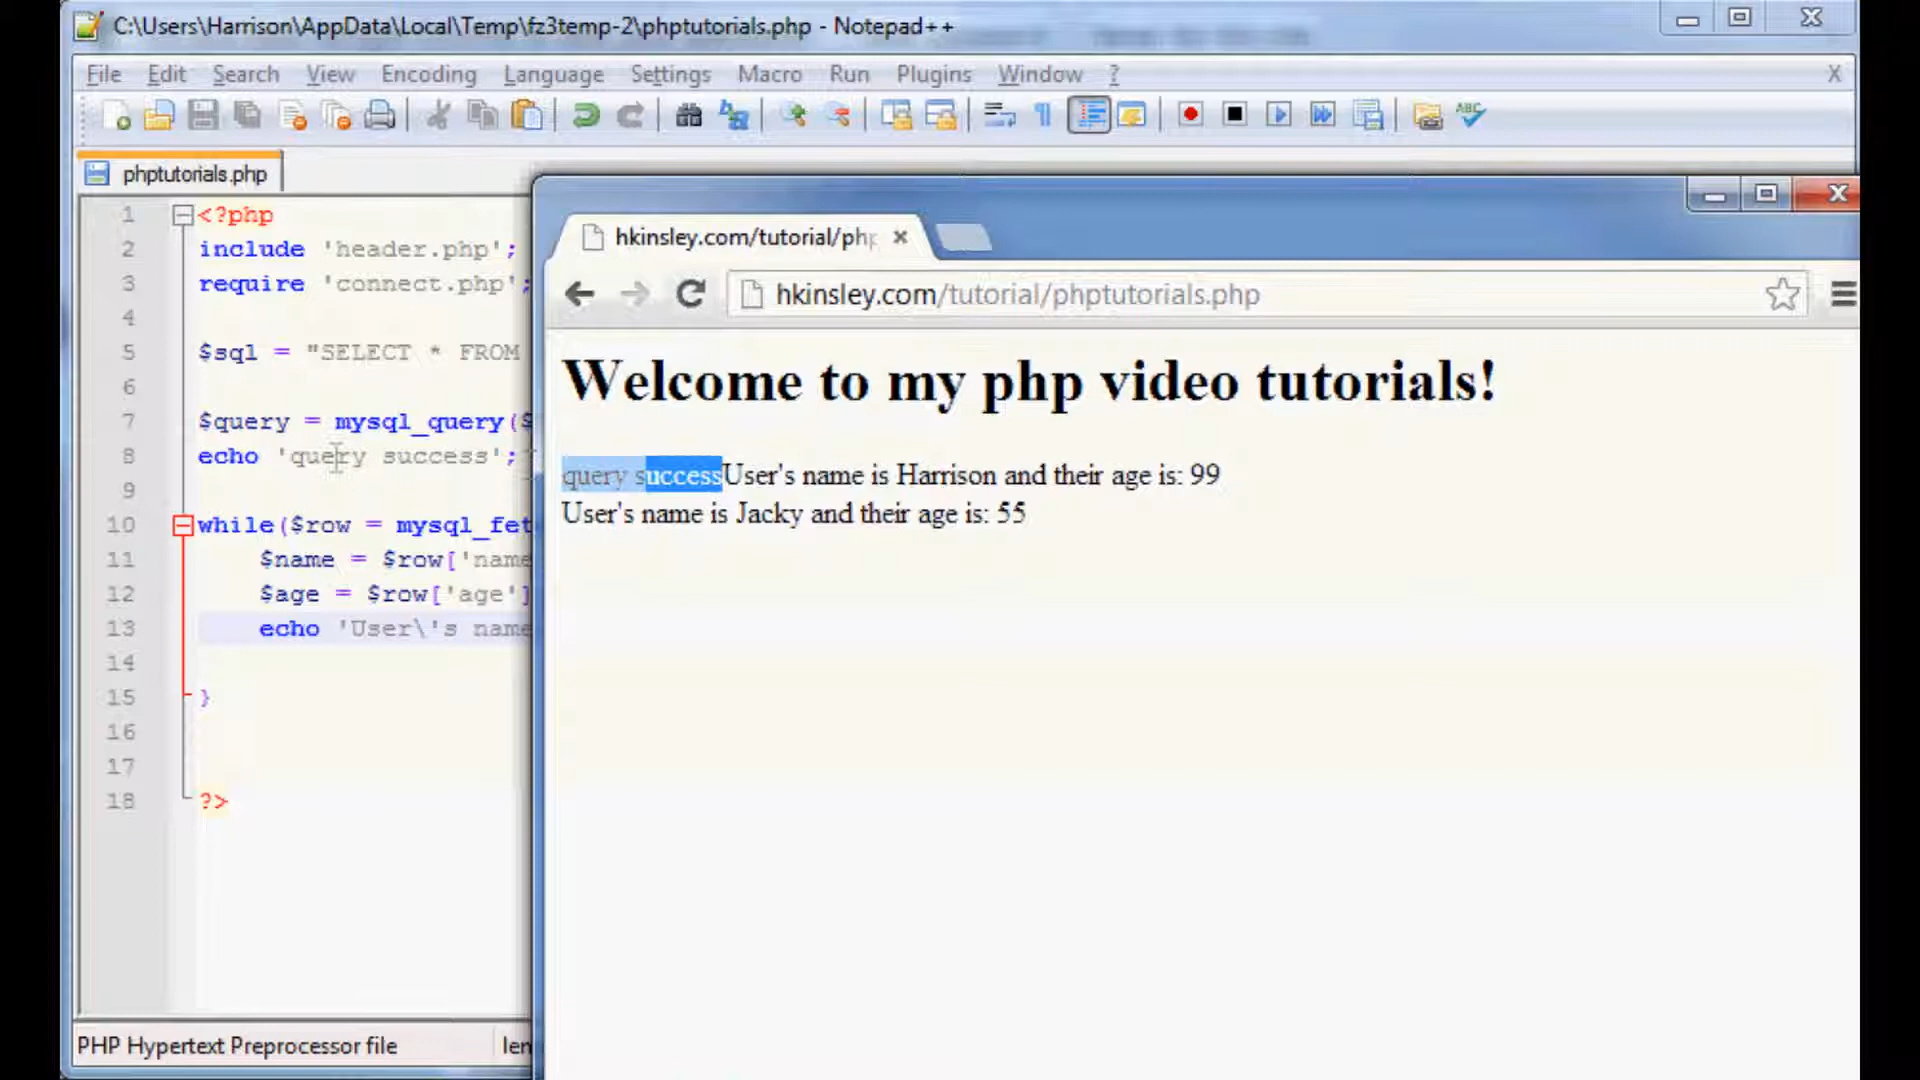 C:\Users\Harrison\AppData\Local\Temp\fz3temp-2\phptutorials.php - Notepad++
File Edit Search View Encoding Language Settings Macro Run Plugins Window ? X
phptutorials.php
1 <?php
2 include 'header.php';
3 require 'connect.php';
4
5 $sql = "SELECT * FROM
6
7 $query = mysql_query($
8 echo 'query success';
9
10 while($row = mysql_fet
11 $name = $row['name
12 $age = $row['age']
13 echo 'User\'s name
14
15 }
16
17
18 ?>
PHP Hypertext Preprocessor file len
hkinsley.com/tutorial/php
hkinsley.com/tutorial/phptutorials.php
Welcome to my php video tutorials!
query successUser's name is Harrison and their age is: 99
User's name is Jacky and their age is: 55